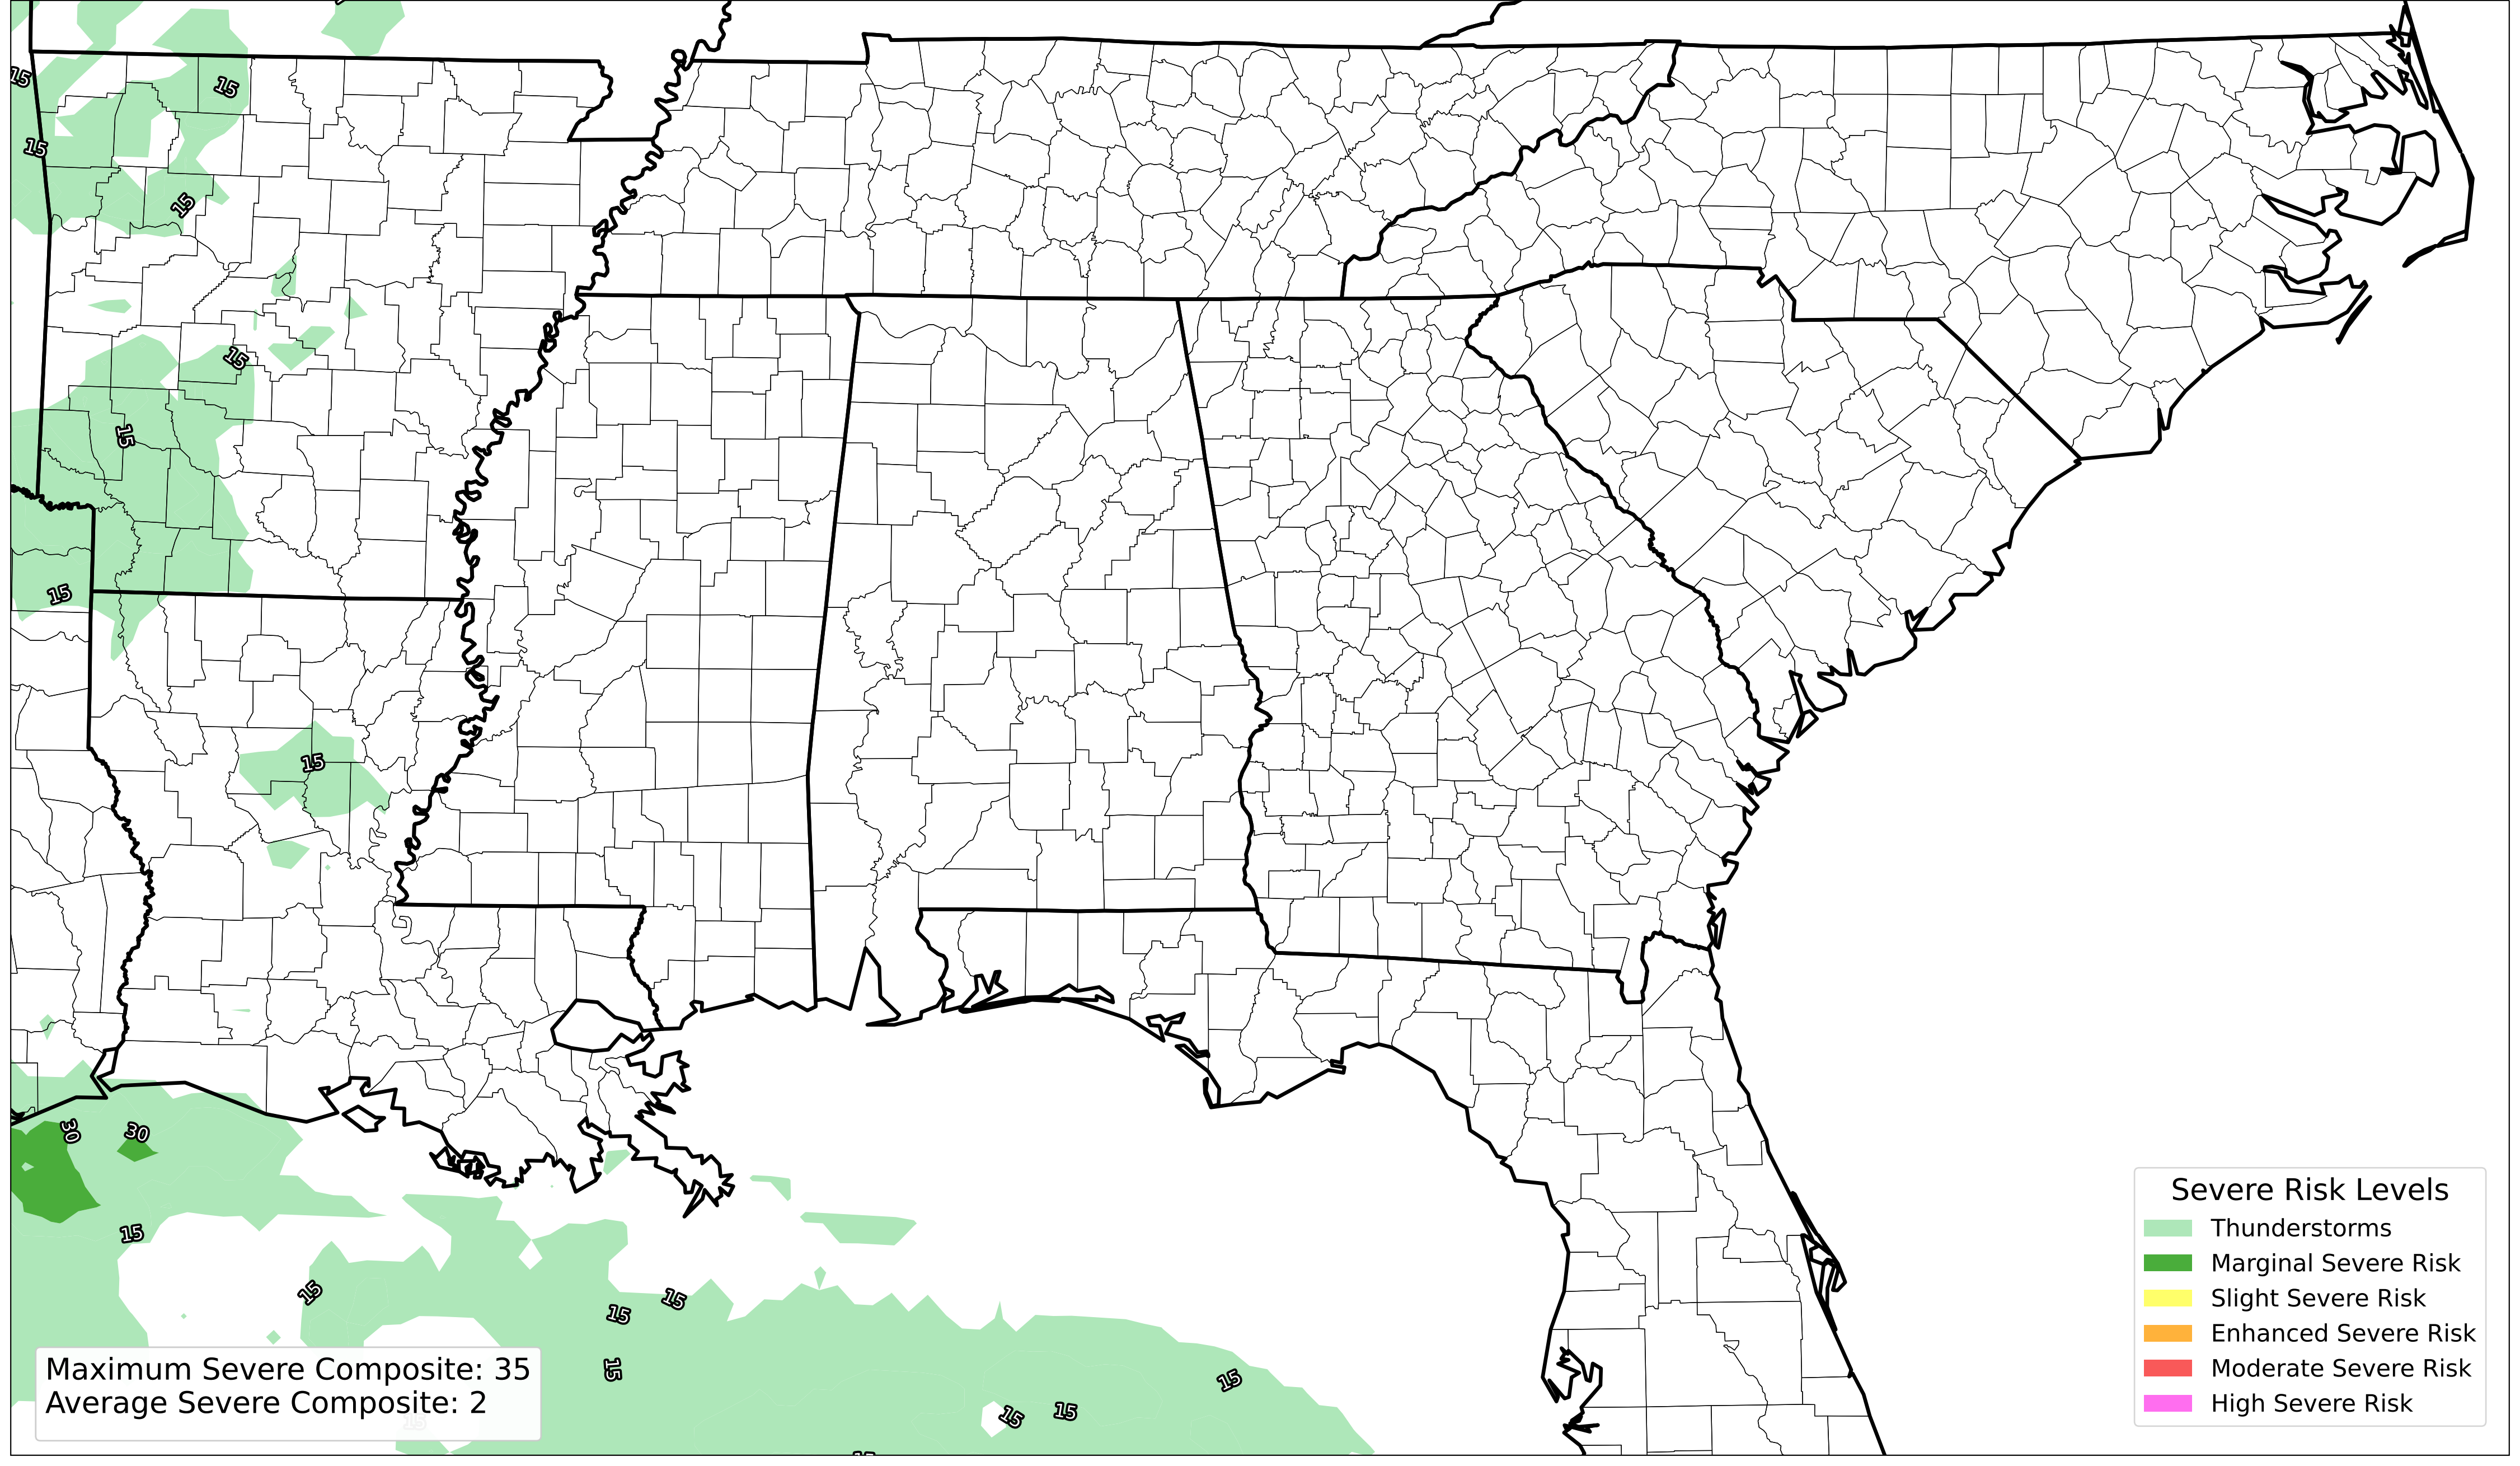 15
15
15
15
15
15
15
15
30
30
15
15
15
15
15
15
15
15
Severe Risk Levels
Thunderstorms
Marginal Severe Risk
Slight Severe Risk
Enhanced Severe Risk
Moderate Severe Risk
High Severe Risk
Maximum Severe Composite: 35
Average Severe Composite: 2
15